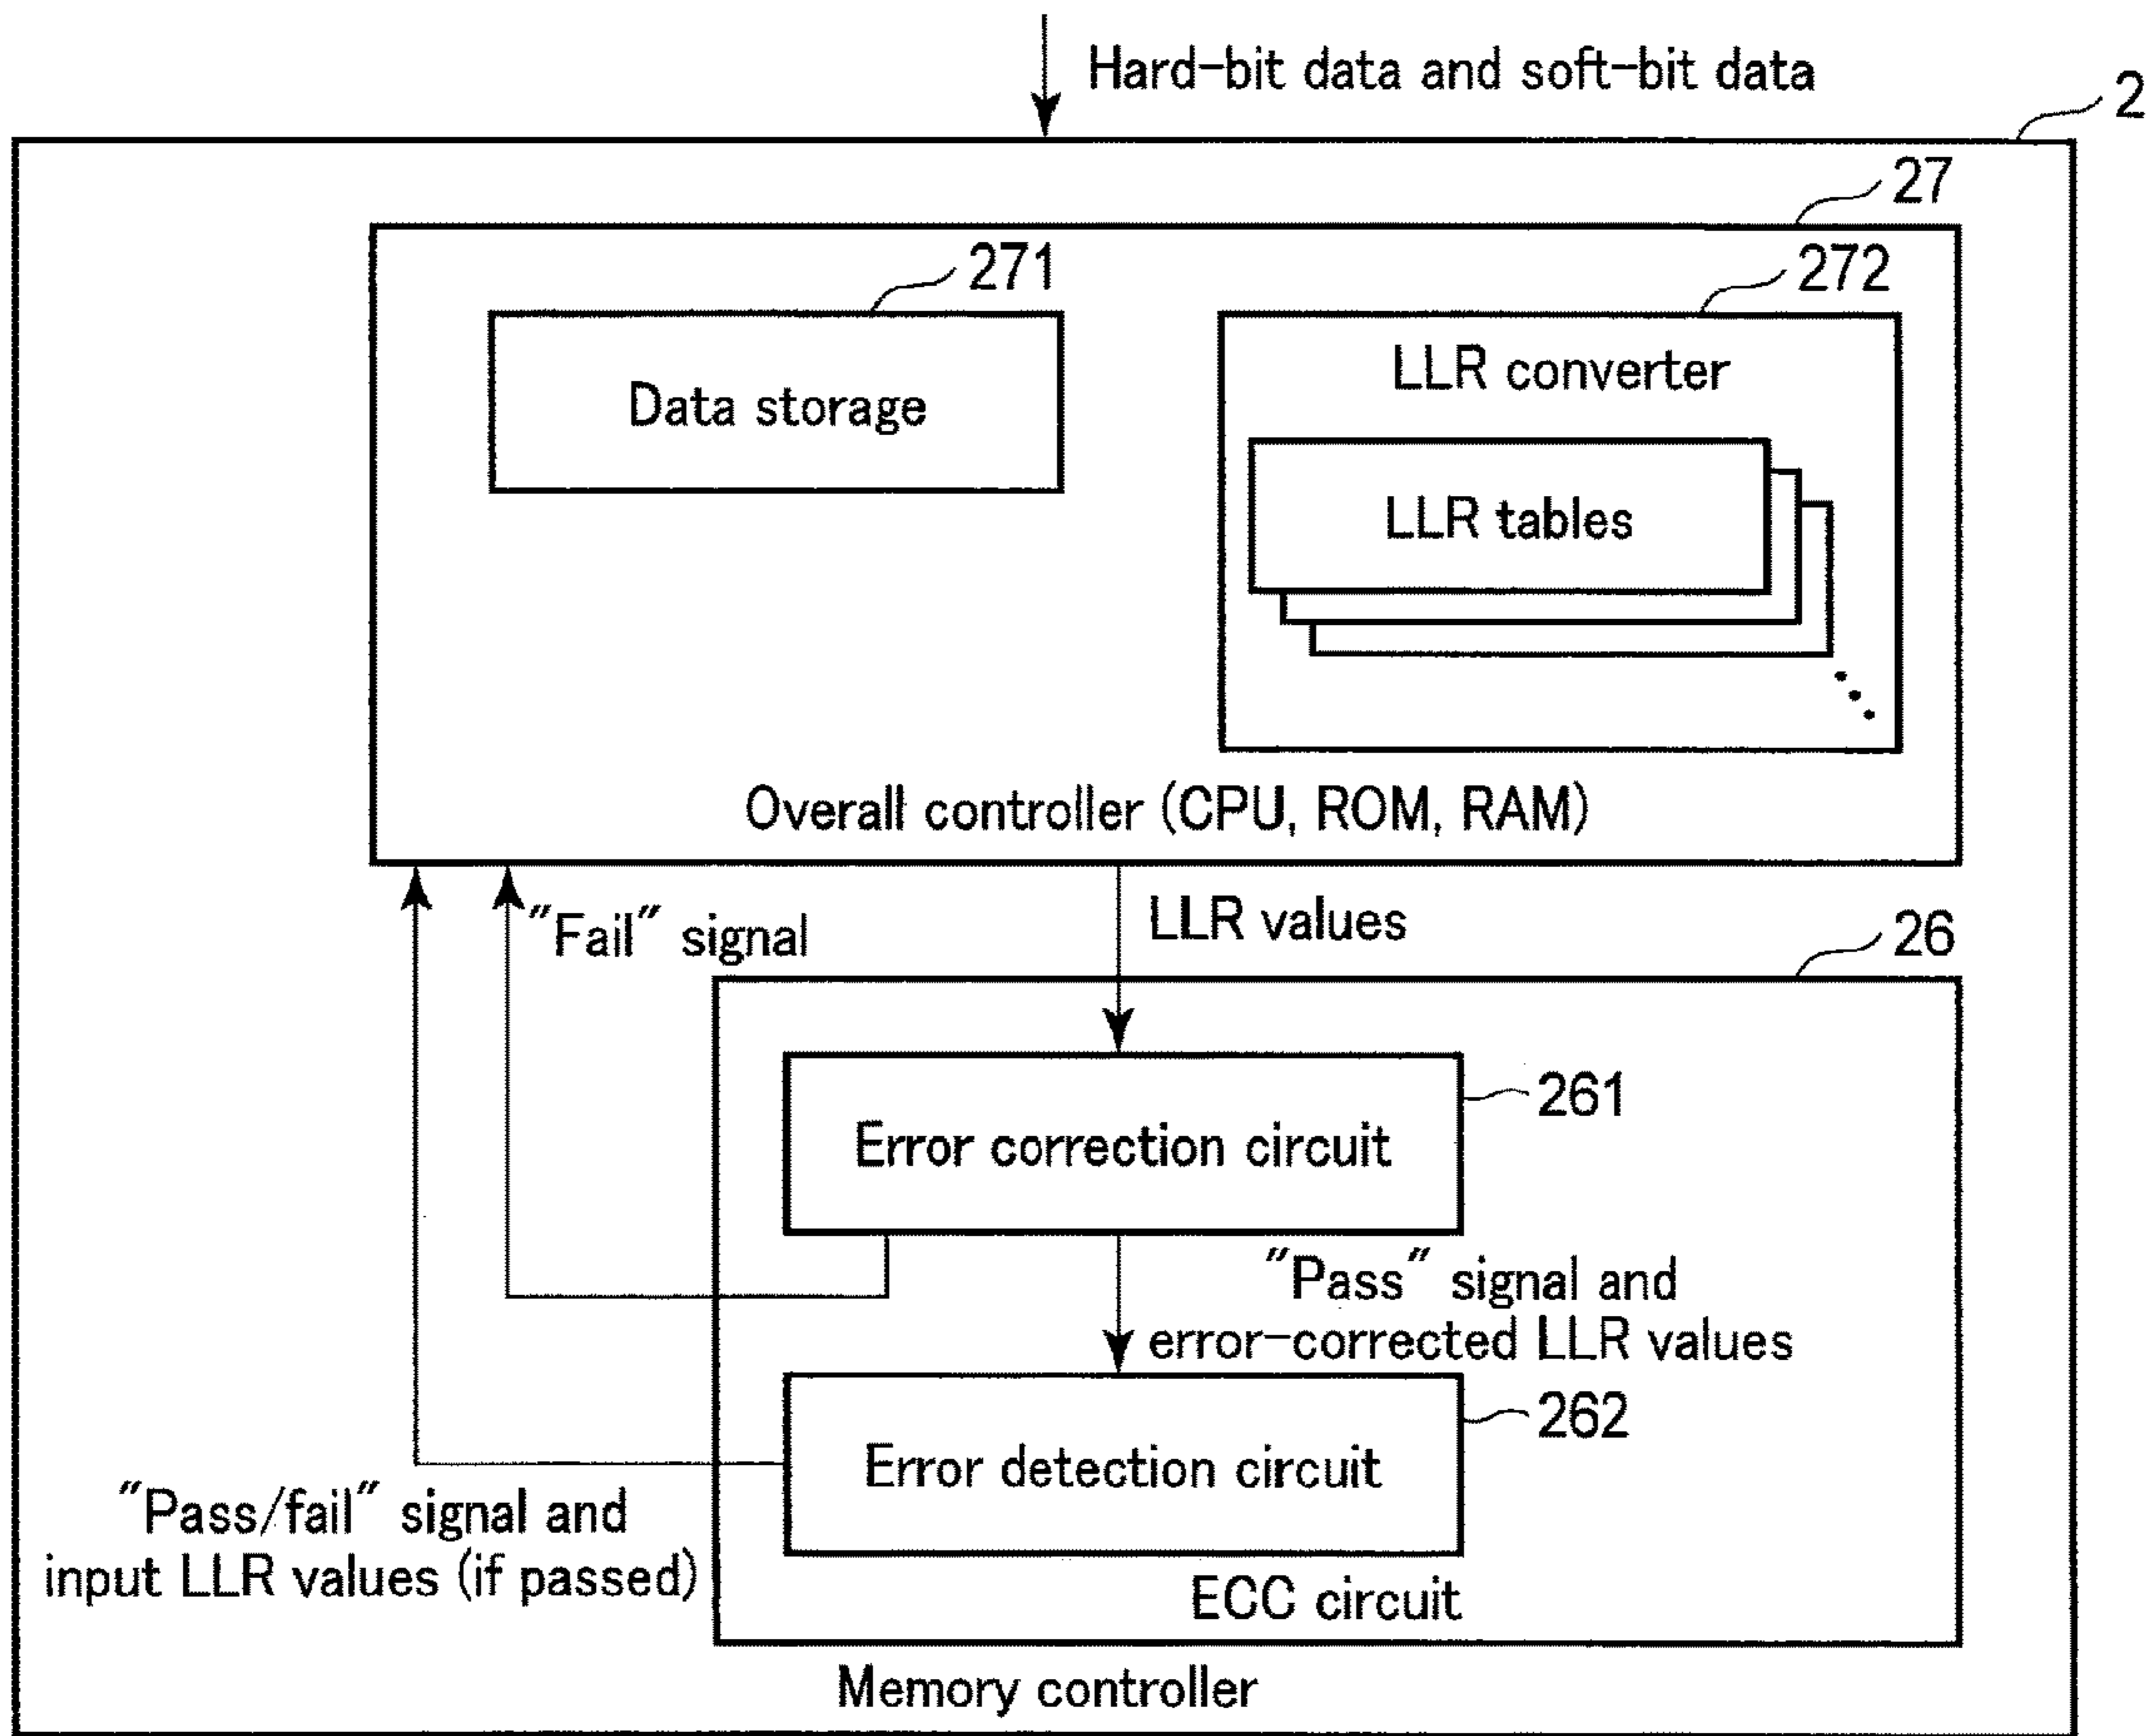 Hard-bit data and soft-bit data
2
27
271
272
Data storage
LLR converter
LLR tables
Overall controller (CPU, ROM, RAM)
"Fail" signal
LLR values
26
261
Error correction circuit
"Pass" signal and
error-corrected LLR values
262
Error detection circuit
"Pass/fail" signal and
input LLR values (if passed)
ECC circuit
Memory controller